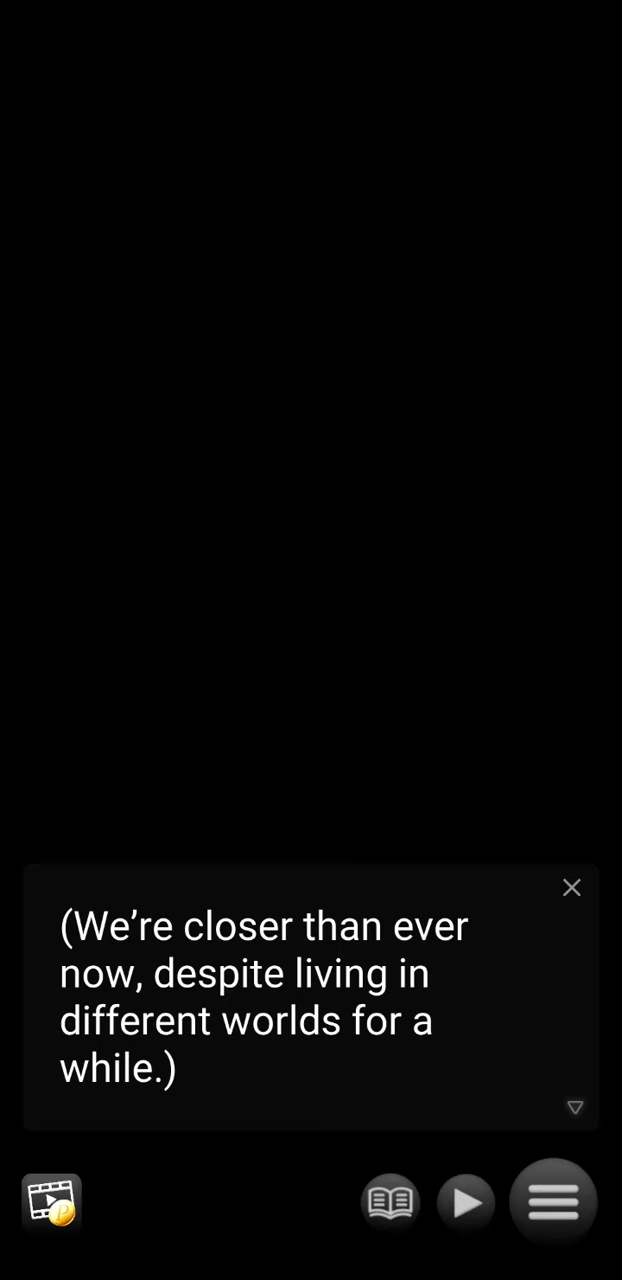 (We’re closer than ever
now, despite living in
different worlds for a
while.)
P